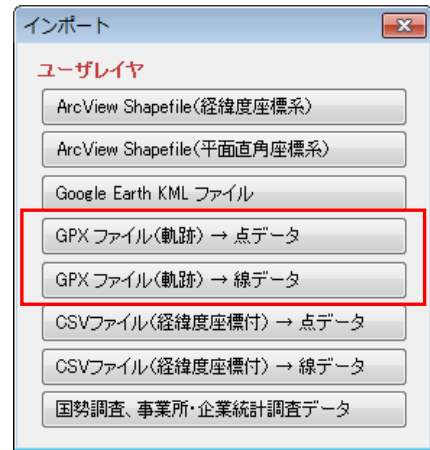 インポート
ユーザレイヤ
ArcView Shapefile(経緯度座標系)
ArcView Shapefile(平面直角座標系)
Google Earth KML ファイル
GPX ファイル(軌跡) → 点データ
GPX ファイル(軌跡) → 線データ
CSVファイル(経緯度座標付) → 点データ
CSVファイル(経緯度座標付) → 線データ
国勢調査、事業所・企業統計調査データ